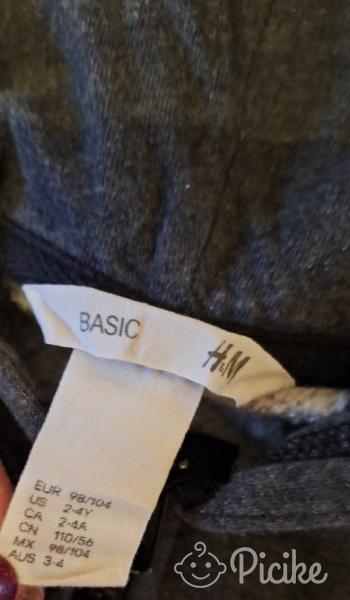 BASIC
H&M
EUR 98/104
US 2-4Y
CA 2-4A
CN 110/56
MX 98/104
AUS 3-4
Picike